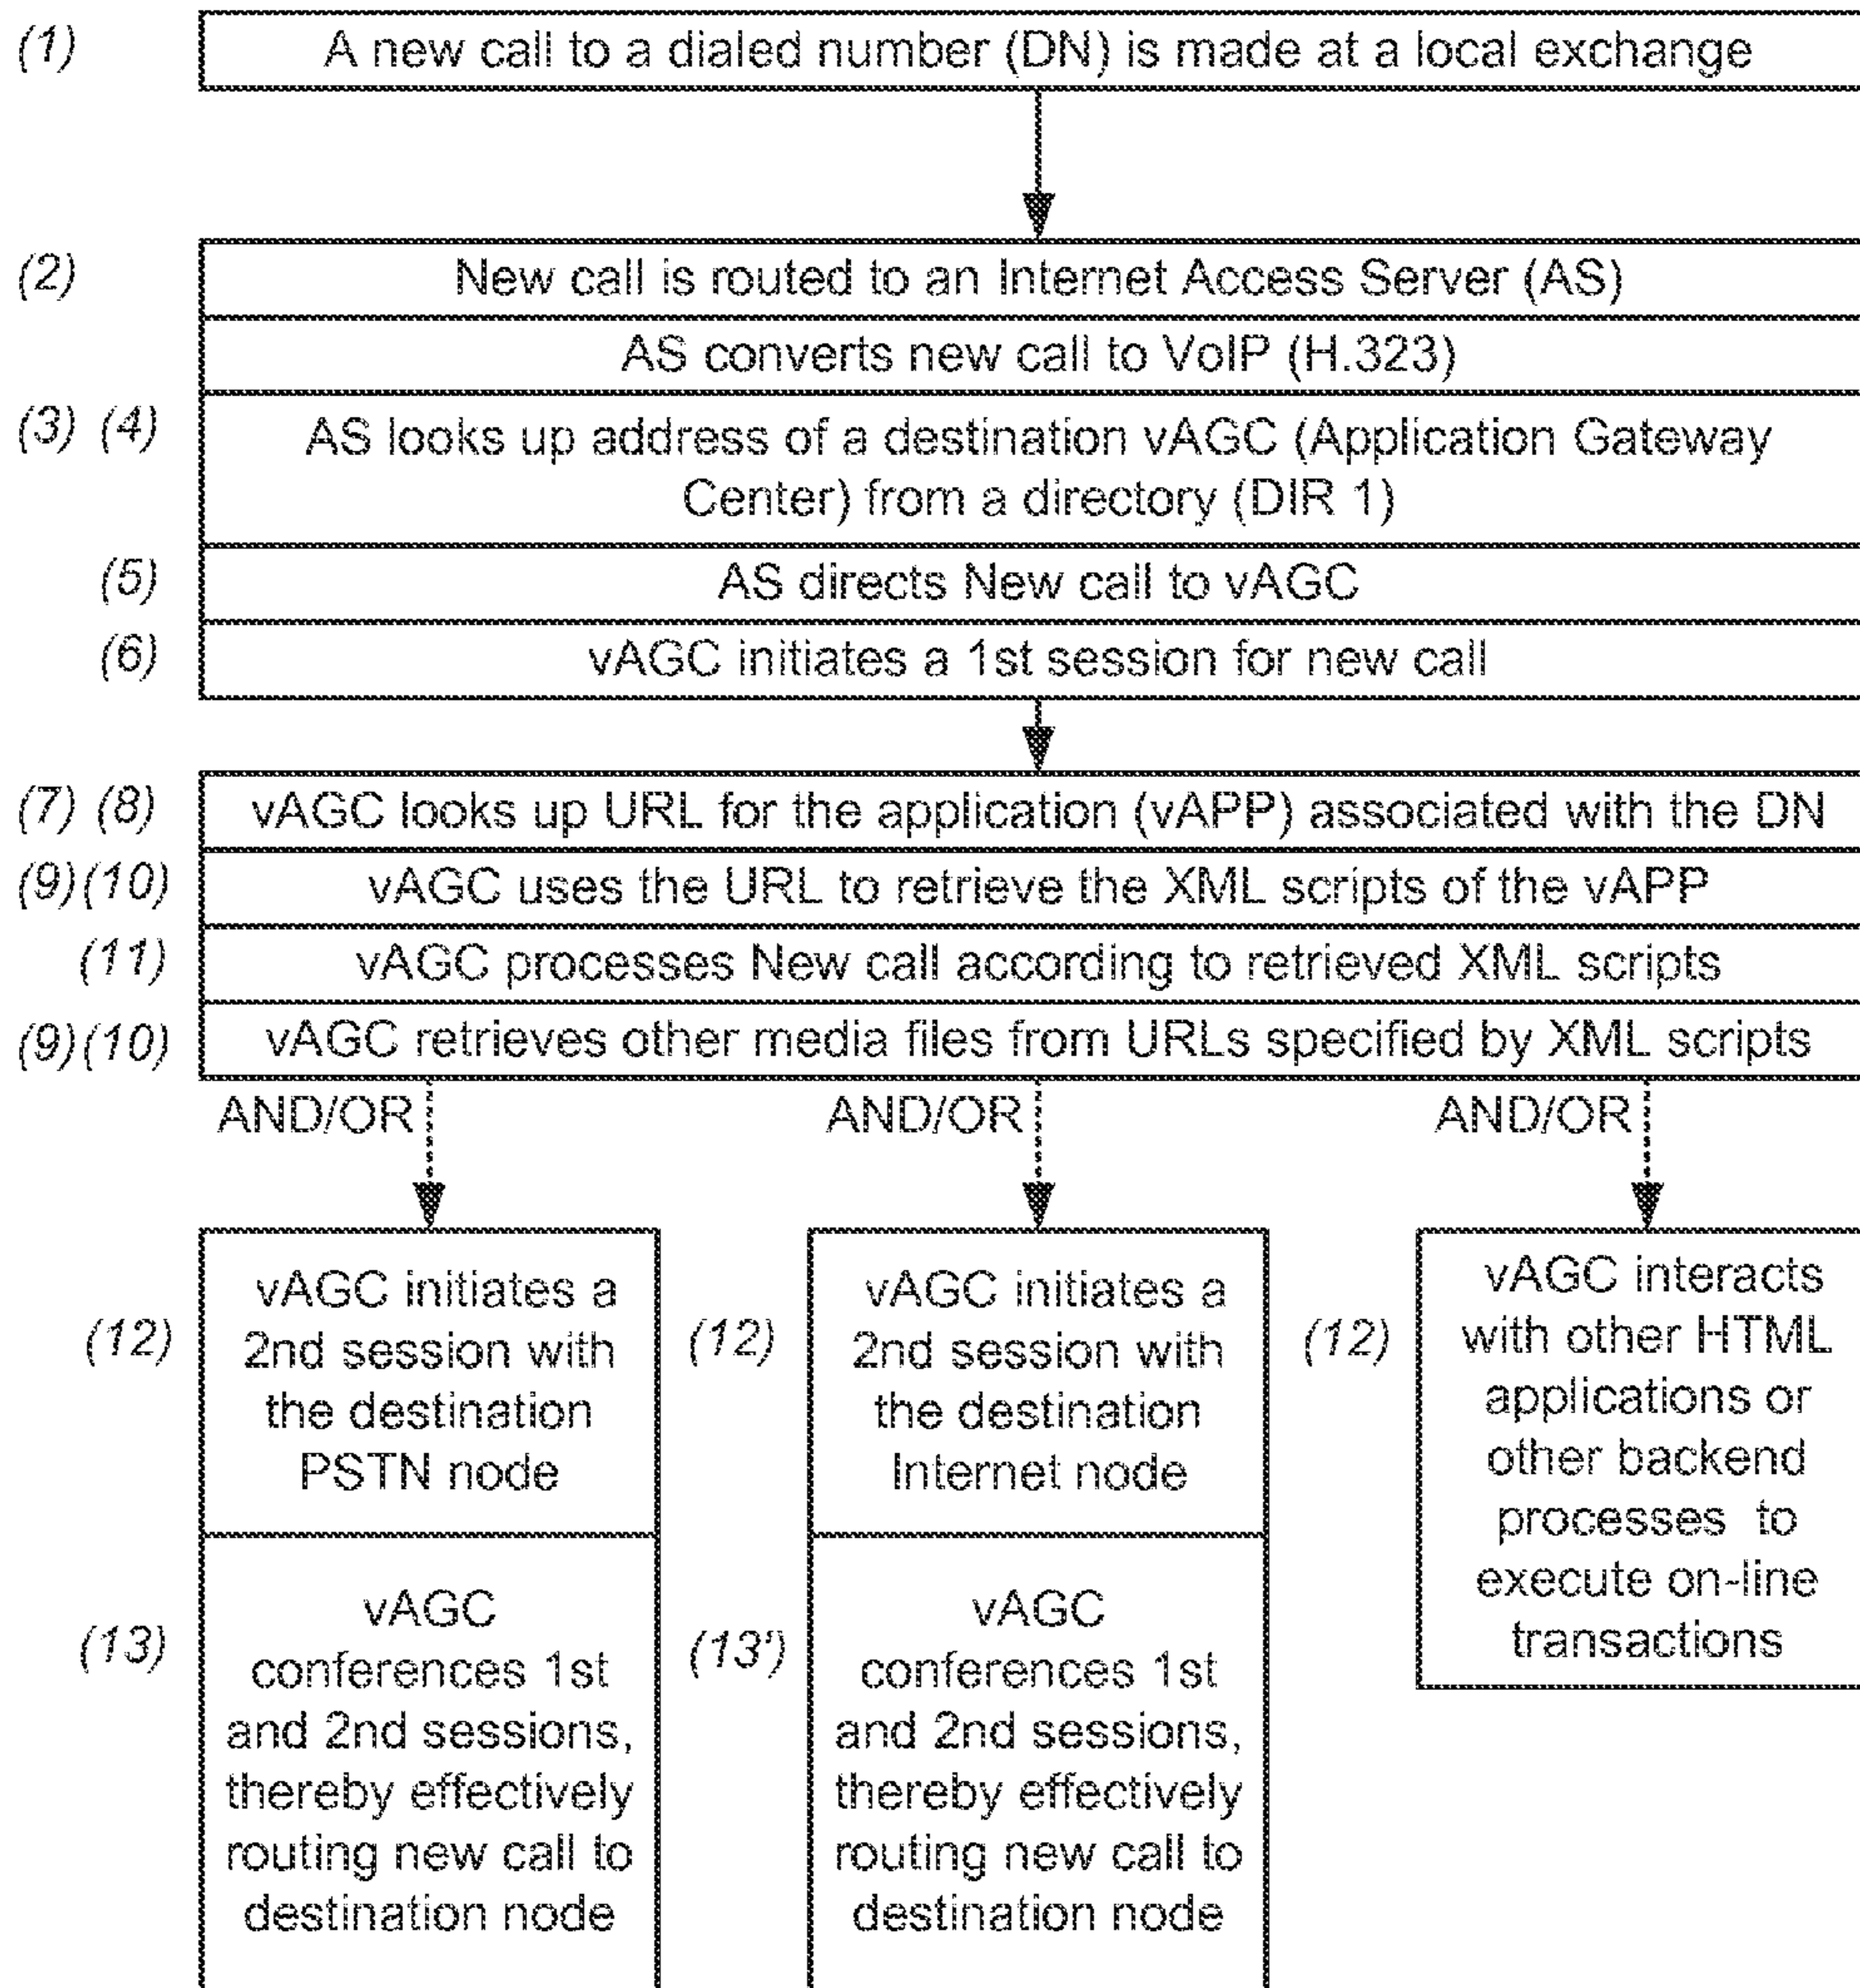 (1) A new call to a dialed number (DN) is made at a local exchange
(2) New call is routed to an Internet Access Server (AS)
AS converts new call to VoIP (H.323)
(3) (4) AS looks up address of a destination vAGC (Application Gateway
Center) from a directory (DIR 1)
(5) AS directs New call to vAGC
(6) vAGC initiates a 1st session for new call
(7) (8) vAGC looks up URL for the application (vAPP) associated with the DN
(9)(10) vAGC uses the URL to retrieve the XML scripts of the vAPP
(11) vAGC processes New call according to retrieved XML scripts
(9)(10) vAGC retrieves other media files from URLs specified by XML scripts
AND/OR AND/OR AND/OR
(12)
vAGC initiates a
2nd session with
the destination
PSTN node
(13)
vAGC
conferences 1st
and 2nd sessions,
thereby effectively
routing new call to
destination node
(12)
vAGC initiates a
2nd session with
the destination
Internet node
(13')
vAGC
conferences 1st
and 2nd sessions,
thereby effectively
routing new call to
destination node
(12)
vAGC interacts
with other HTML
applications or
other backend
processes to
execute on-line
transactions